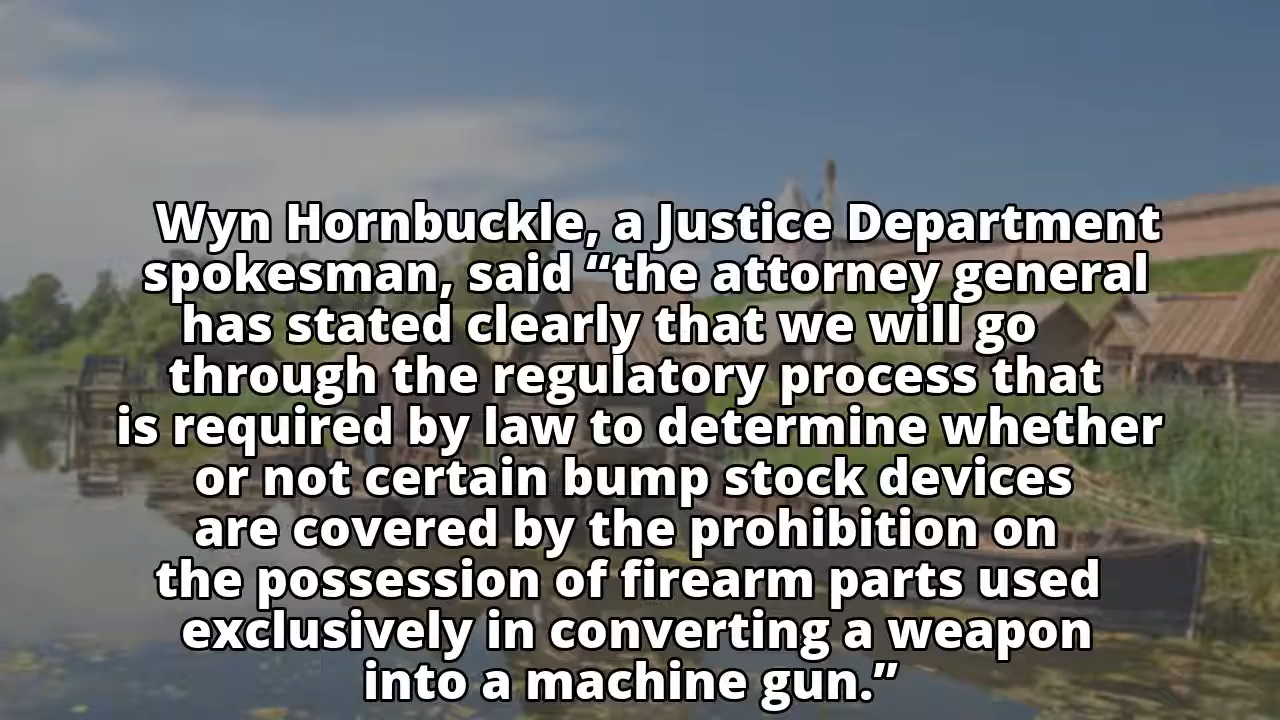 Wyn Hornbuckle, a Justice Department
spokesman, said “the attorney general
has stated clearly that we will go
through the regulatory process that
is required by law to determine whether
or not certain bump stock devices
are covered by the prohibition on
the possession of firearm parts used
exclusively in converting a weapon
into a machine gun.”